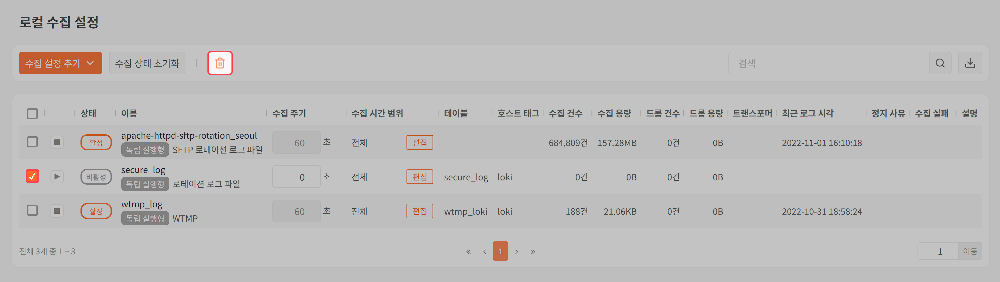 로컬 수집 설정
수집 설정 추가 수집 상태 초기화 검색
상태 이름 수집 주기 수집 시간 범위 테이블 호스트 태그 수집 건수 수집 용량 드롭 건수 드롭 용량 트랜스포머 최근 로그 시각 정지 사유 수집 실패 설명
활성 apache-httpd-sftp-rotation_seoul 60 초 전체 편집 684,809건 157.28MB 0건 0B 2022-11-01 16:10:18
독립 실행형 SFTP 로테이션 로그 파일
비활성 secure_log 0 초 전체 편집 secure_log loki 0건 0B 0건 0B
독립 실행형 로테이션 로그 파일
활성 wtmp_log 60 초 전체 편집 wtmp_loki loki 188건 21.06KB 0건 0B 2022-10-31 18:58:24
독립 실행형 WTMP
전체 3개 중 1 ~ 3 « ‹ 1 › » 1 이동